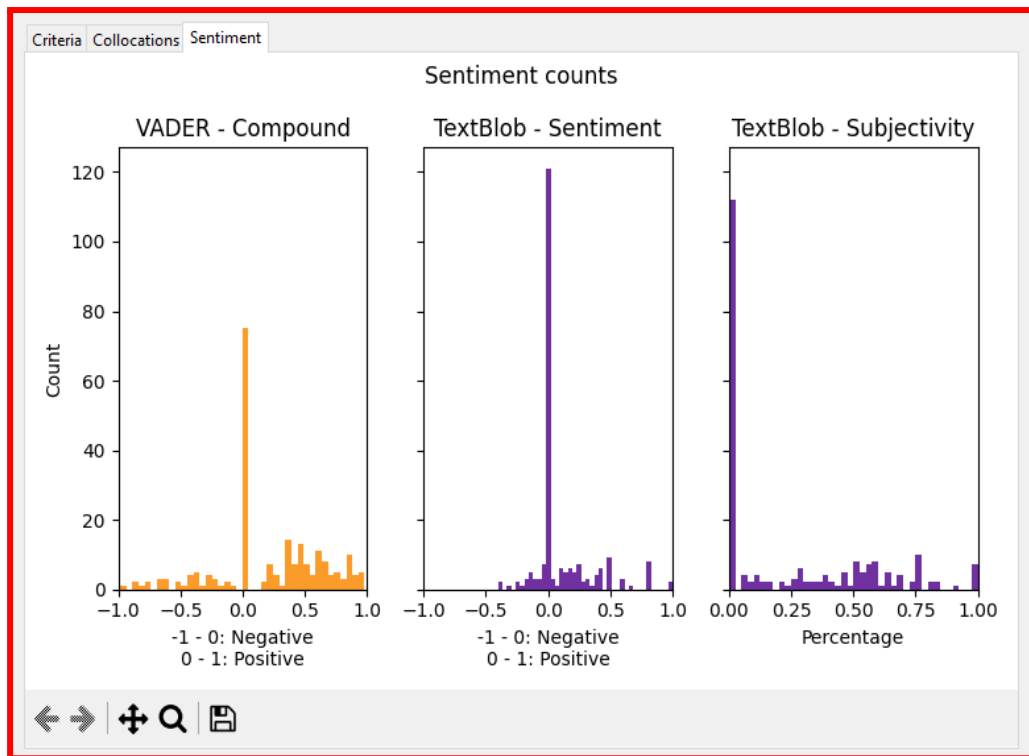 Criteria Collocations Sentiment
Sentiment counts
VADER - Compound
TextBlob - Sentiment
TextBlob - Subjectivity
Count
120
100
80
60
40
20
0
−1.0 −0.5 0.0 0.5 1.0
-1 - 0: Negative
0 - 1: Positive
−1.0 −0.5 0.0 0.5 1.0
-1 - 0: Negative
0 - 1: Positive
0.00 0.25 0.50 0.75 1.00
Percentage